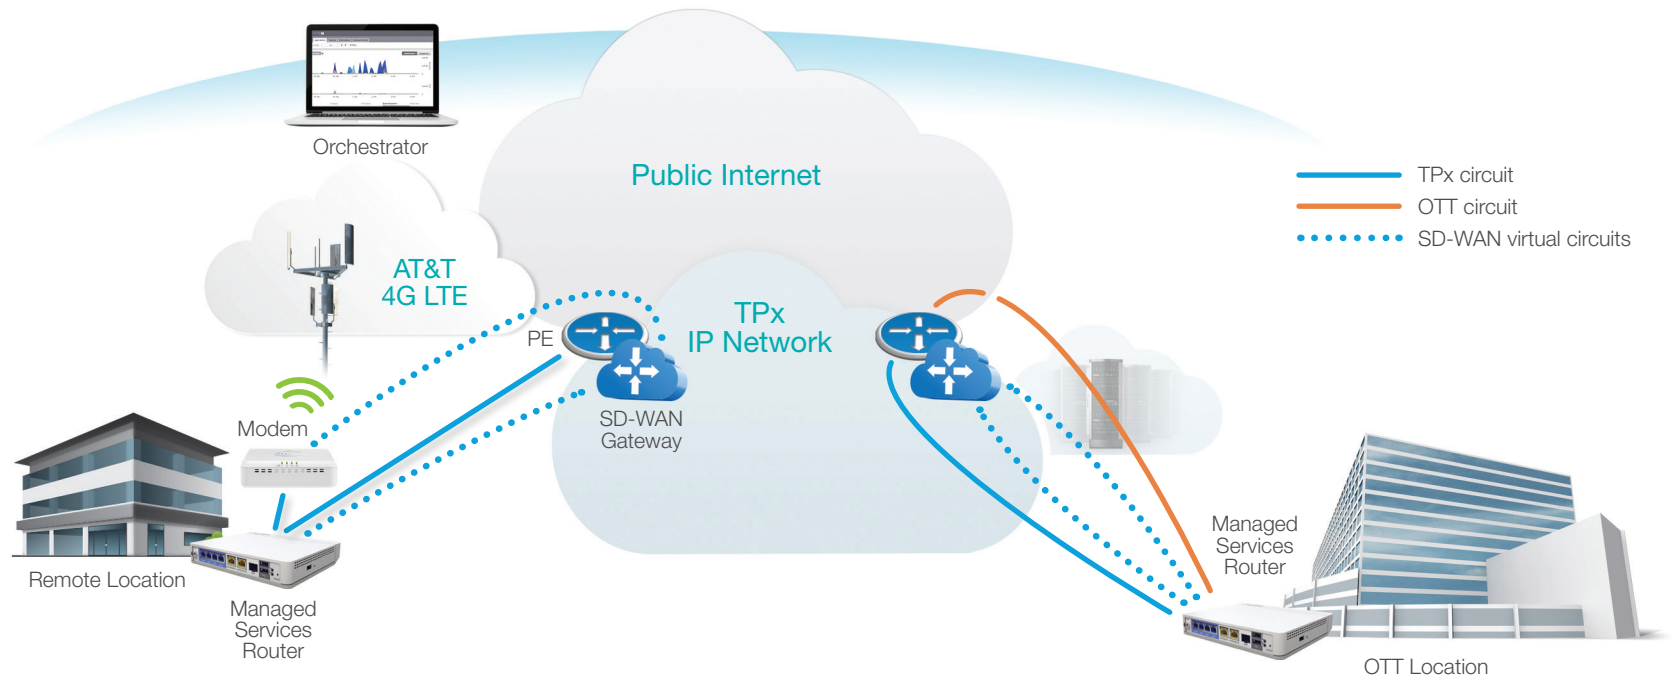 Orchestrator
Public Internet
TPx circuit
OTT circuit
SD-WAN virtual circuits
AT&T
4G LTE
TPx
IP Network
PE
SD-WAN
Gateway
Modem
Remote Location
Managed
Services
Router
Managed
Services
Router
OTT Location